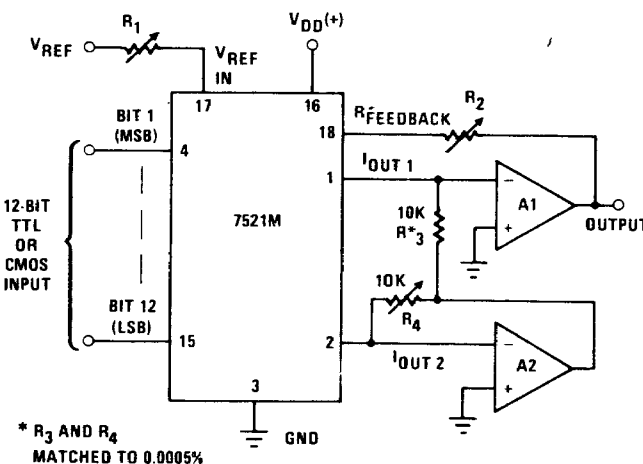 R1
VREF
VREF
IN
VDD(+)
17
16
BIT 1
(MSB)
4
18
RFEEDBACK
R2
1
IOUT 1
12-BIT
TTL
OR
CMOS
INPUT
7521M
10K
R*3
A1
OUTPUT
10K
R4
BIT 12
(LSB)
15
2
IOUT 2
A2
3
GND
* R3 AND R4
MATCHED TO 0.0005%